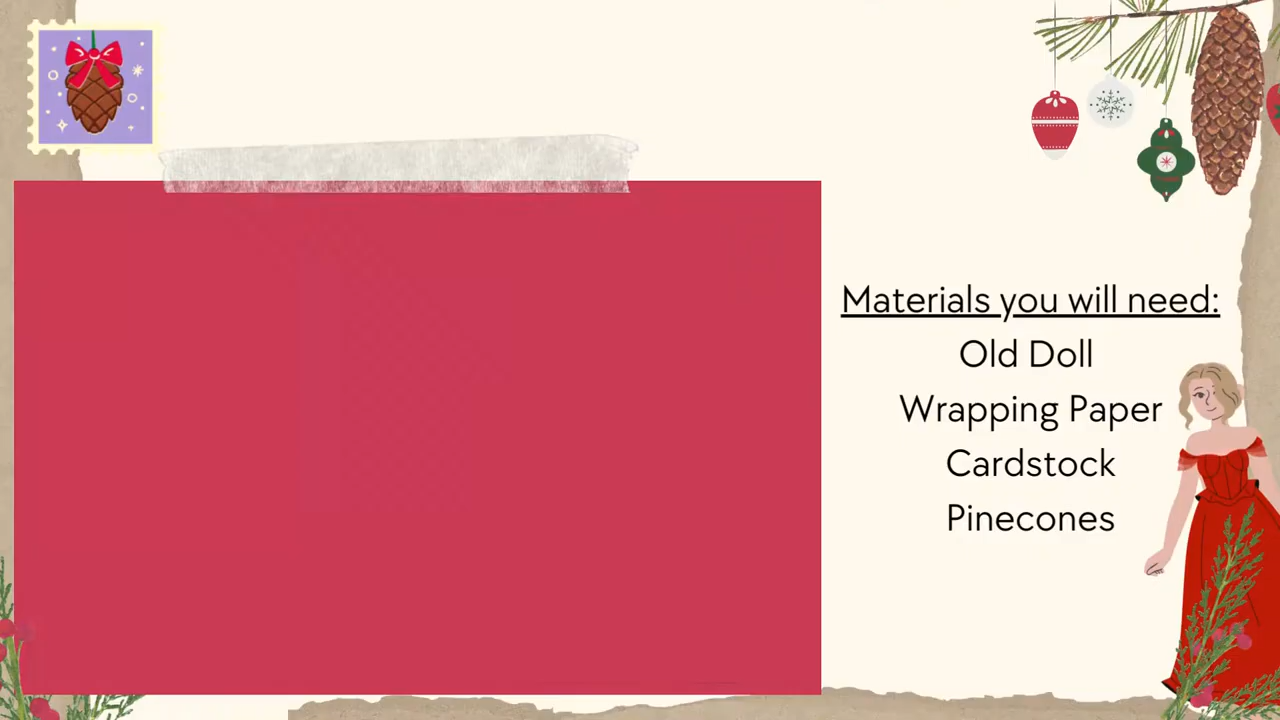 Materials you will need:
Old Doll
Wrapping Paper
Cardstock
Pinecones